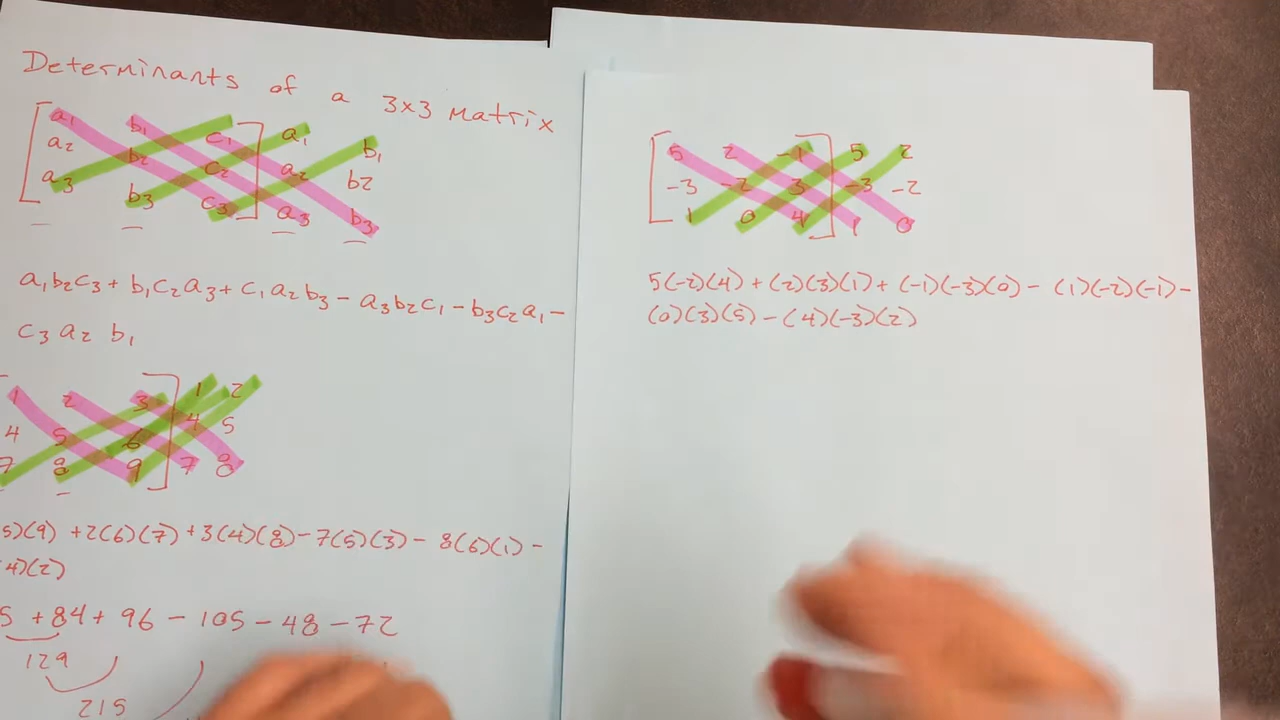 Determinants of a 3x3 Matrix
a₁ b₁ c₁ a₁ b₁
a₂ b₂ c₂ a₂ b₂
a₃ b₃ c₃ a₃ b₃
a₁b₂c₃ + b₁c₂a₃ + c₁a₂b₃ - a₃b₂c₁ - b₃c₂a₁ -
c₃ a₂ b₁
1 2 3 1 2
4 5 6 4 5
7 8 9 7 8
5)(9) + 2(6)(7) + 3(4)(8) - 7(5)(3) - 8(6)(1) -
4)(2)
5 + 84 + 96 - 105 - 48 - 72
129
215
5 2 -1 5 2
-3 -2 3 -3 -2
1 0 4 1 0
5(-2)(4) + (2)(3)(1) + (-1)(-3)(0) - (1)(-2)(-1) -
(0)(3)(5) - (4)(-3)(2)